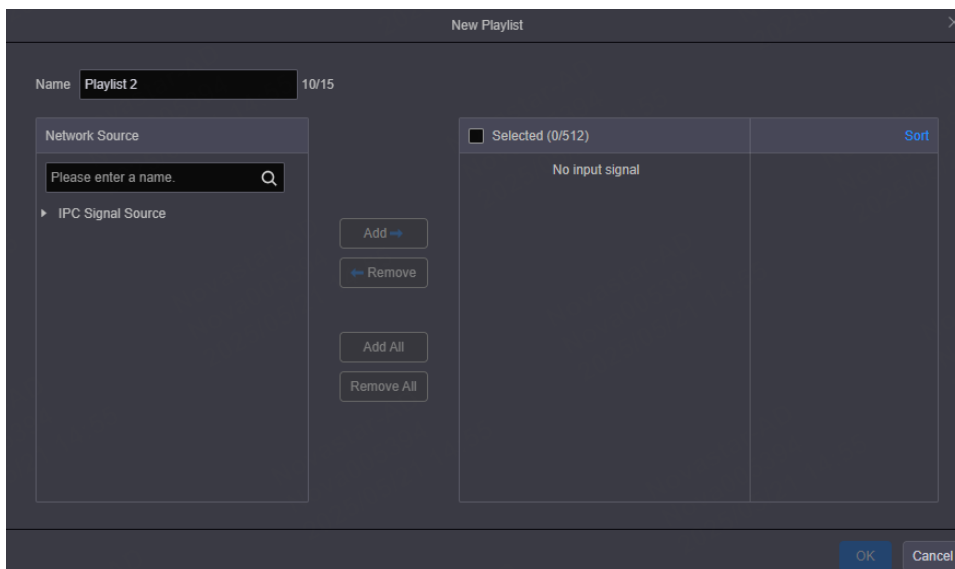 New Playlist
Name Playlist 2 10/15
Network Source
Please enter a name.
IPC Signal Source
Add
Remove
Add All
Remove All
Selected (0/512) Sort
No input signal
OK Cancel